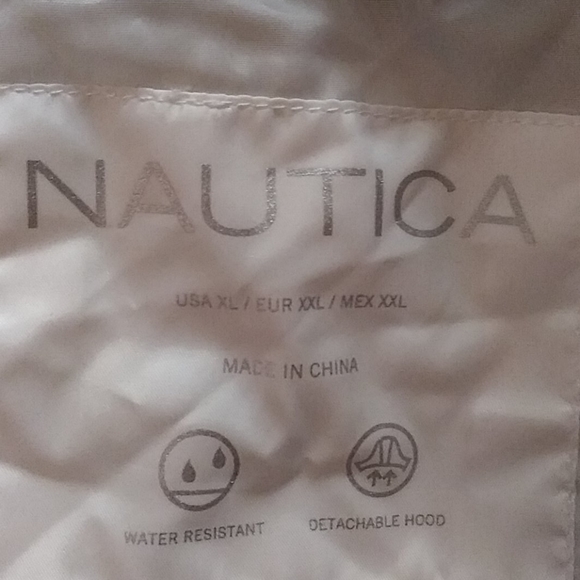 NAUTICA
USA XL / EUR XXL / MEX XXL
MADE IN CHINA
WATER RESISTANT
DETACHABLE HOOD